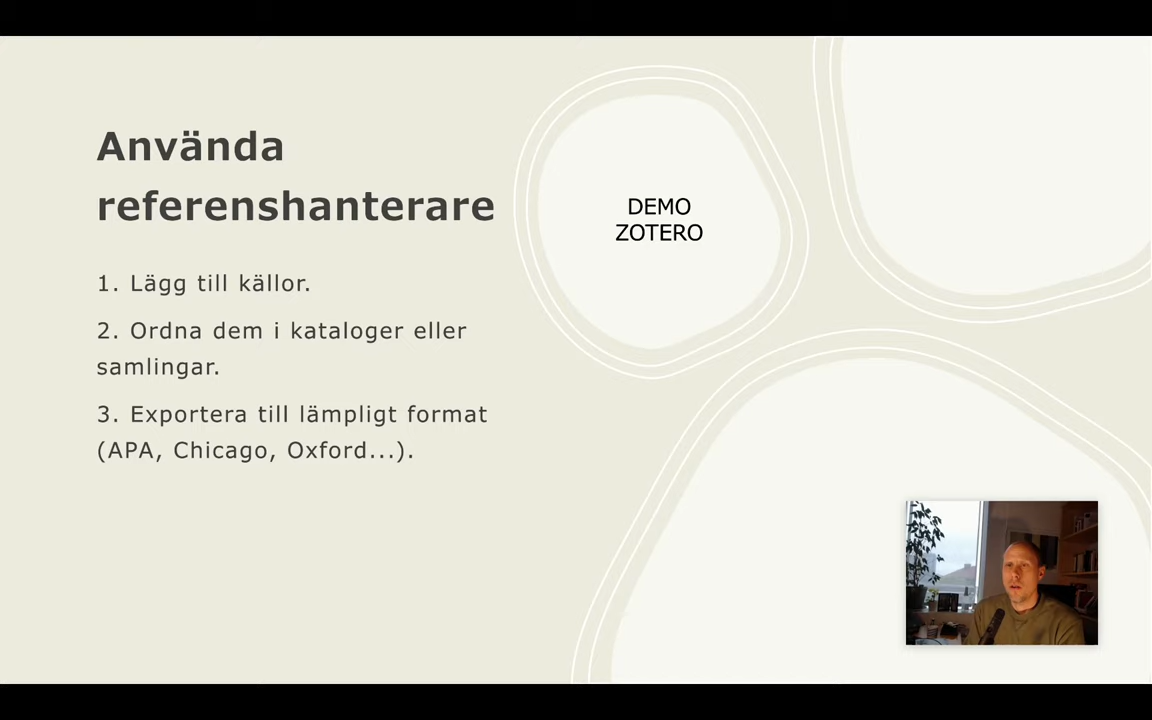 Använda
referenshanterare
1. Lägg till källor.
2. Ordna dem i kataloger eller
samlingar.
3. Exportera till lämpligt format
(APA, Chicago, Oxford...).
DEMO
ZOTERO